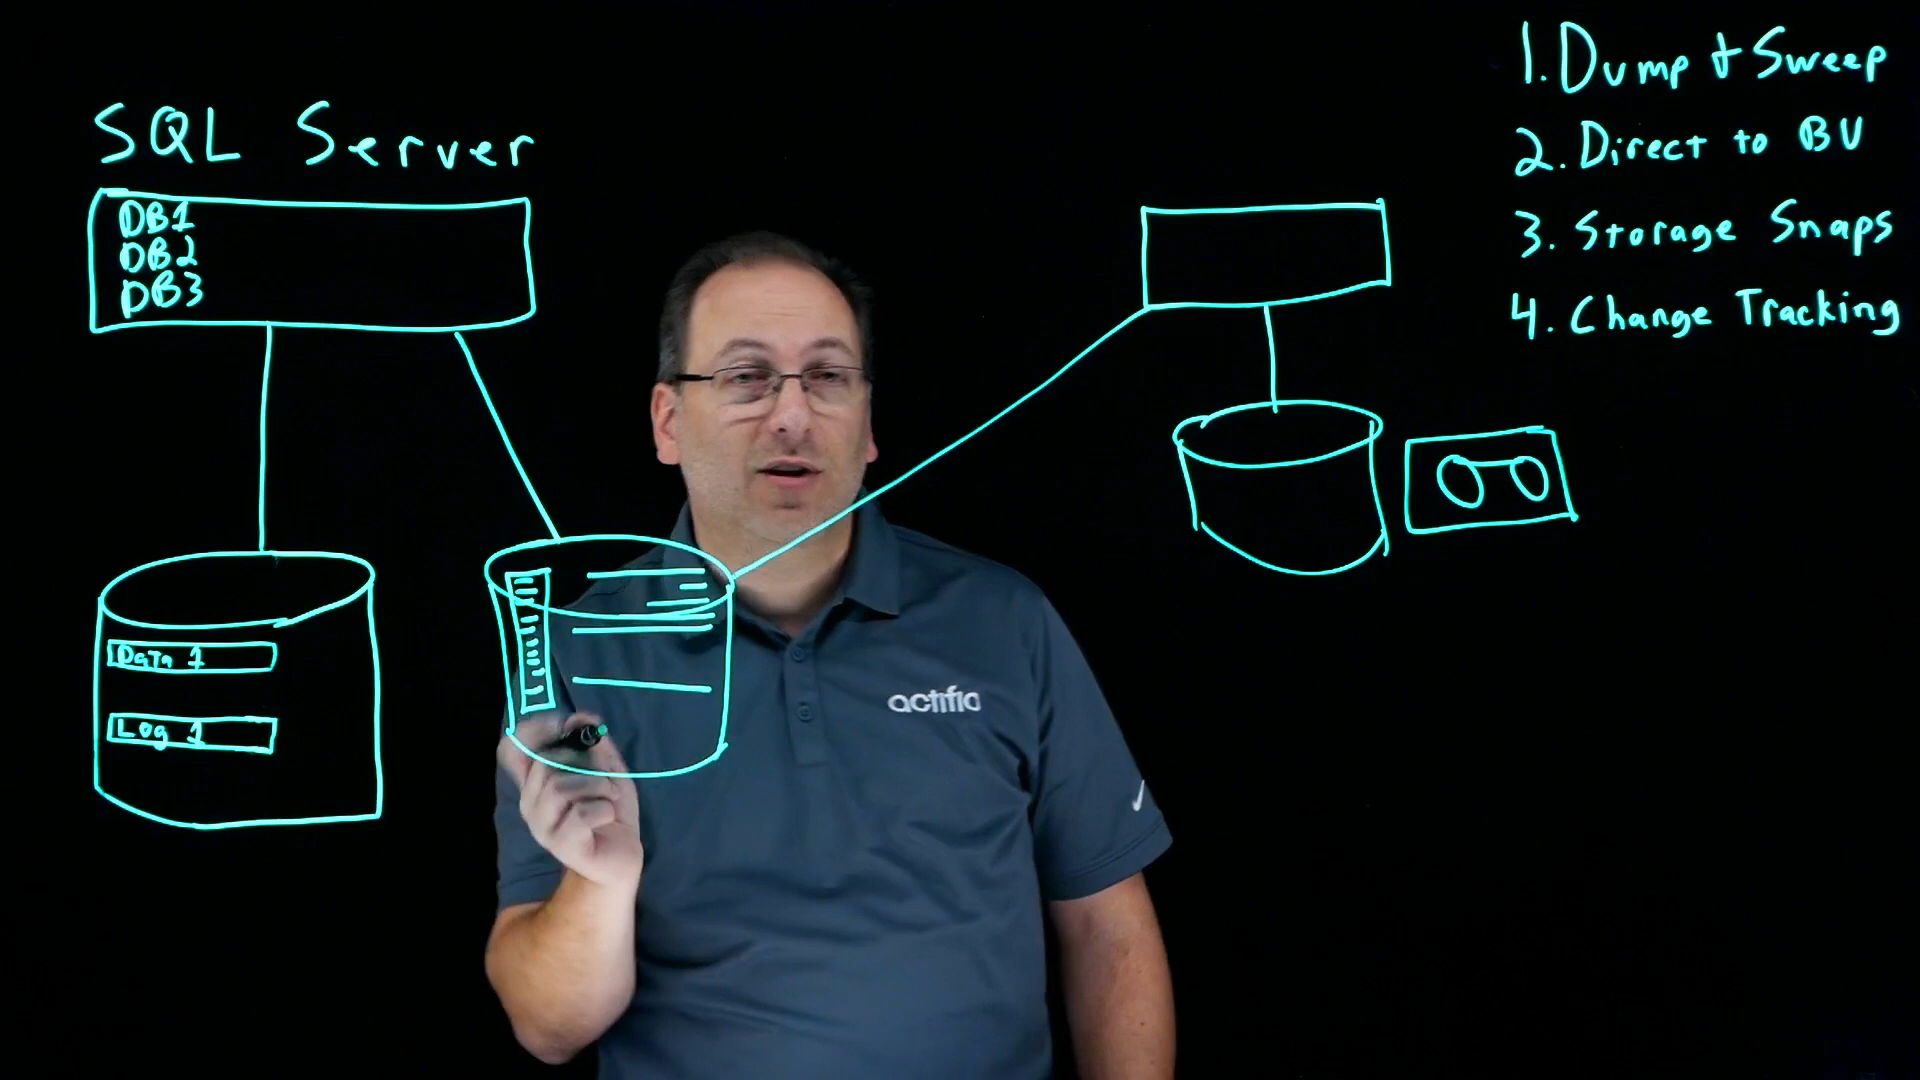 SQL Server
DB1
DB2
DB3
Data 1
Log 1
1. Dump + Sweep
2. Direct to BV
3. Storage Snaps
4. Change Tracking
actifio